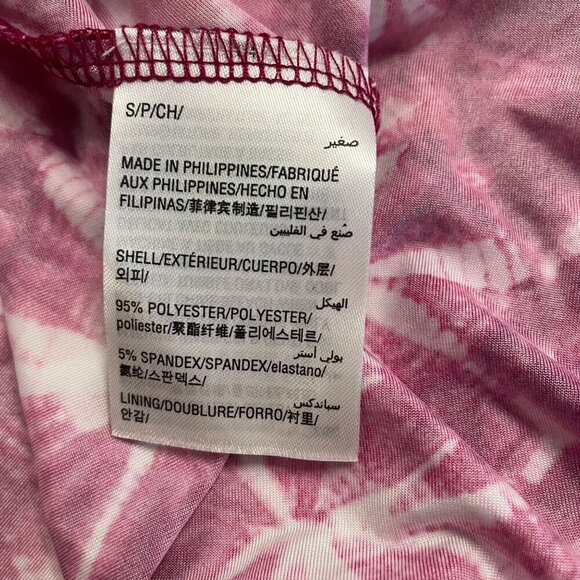 S/P/CH/
صغير
MADE IN PHILIPPINES/FABRIQUÉ
AUX PHILIPPINES/HECHO EN
FILIPINAS/菲律宾制造/필리핀산/
صُنع في الفلبين
SHELL/EXTÉRIEUR/CUERPO/外层/
외피/
الهيكل
95% POLYESTER/POLYESTER/
poliester/聚酯纤维/폴리에스테르/
بولي أستر
5% SPANDEX/SPANDEX/elastano/
氨纶/스판덱스/
سباندكس
LINING/DOUBLURE/FORRO/衬里/
안감/